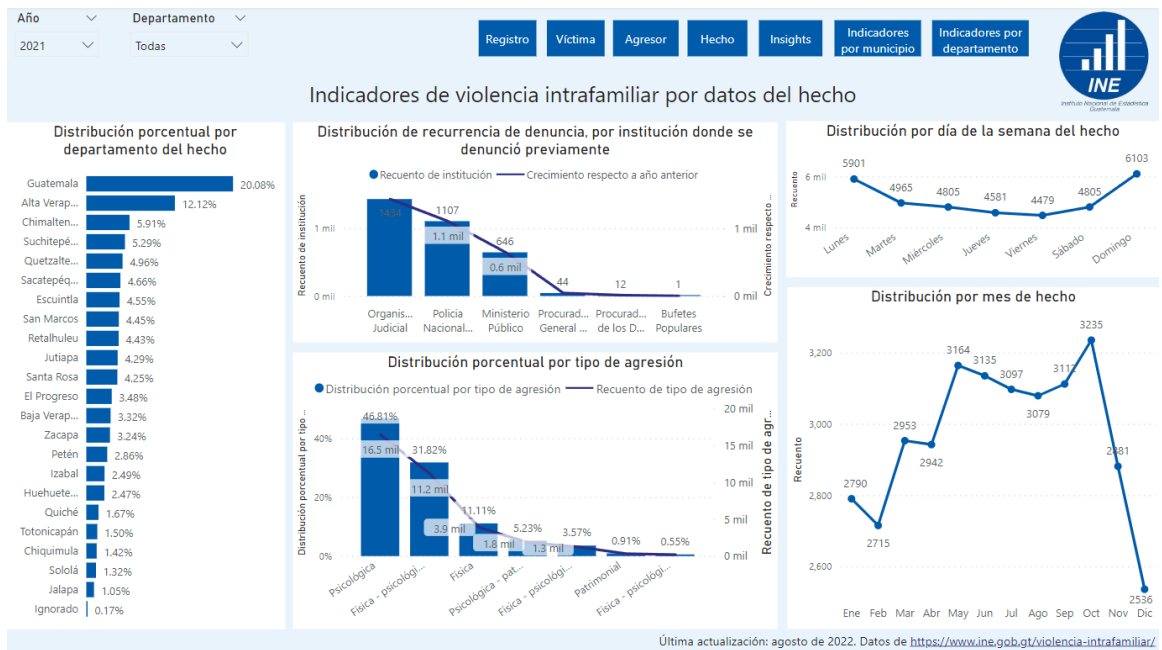 Año
Departamento
2021
Todas
Registro
Víctima
Agresor
Hecho
Insights
Indicadores
por municipio
Indicadores por
departamento
INE
Instituto Nacional de Estadística
Guatemala
Indicadores de violencia intrafamiliar por datos del hecho
Distribución porcentual por
departamento del hecho
Guatemala 20.08%
Alta Verap... 12.12%
Chimalten... 5.91%
Suchitepé... 5.29%
Quetzalte... 4.96%
Sacatepéq... 4.66%
Escuintla 4.55%
San Marcos 4.45%
Retalhuleu 4.43%
Jutiapa 4.29%
Santa Rosa 4.25%
El Progreso 3.48%
Baja Verap... 3.32%
Zacapa 3.24%
Petén 2.86%
Izabal 2.49%
Huehuete... 2.47%
Quiché 1.67%
Totonicapán 1.50%
Chiquimula 1.42%
Sololá 1.32%
Jalapa 1.05%
Ignorado 0.17%
Distribución de recurrencia de denuncia, por institución donde se
denunció previamente
Recuento de institución
Crecimiento respecto a año anterior
Recuento de institución
1 mil
0 mil
1434
1107
1.1 mil
646
0.6 mil
44
12
1
1 mil
0 mil
Crecimiento respecto ...
Organis...
Judicial
Policia
Nacional...
Ministerio
Público
Procurad...
General ...
Procurad...
de los D...
Bufetes
Populares
Distribución porcentual por tipo de agresión
Distribución porcentual por tipo de agresión
Recuento de tipo de agresión
Distribución porcentual por tipo ...
40%
20%
0%
46.81%
16.5 mil
31.82%
11.2 mil
11.11%
3.9 mil
5.23%
1.8 mil
3.57%
1.3 mil
0.91%
0.55%
20 mil
15 mil
10 mil
5 mil
0 mil
Recuento de tipo de agr...
Psicológica
Física - psicológi...
Física
Psicológica - pat...
Física - psicológi...
Patrimonial
Física - psicológi...
Distribución por día de la semana del hecho
Recuento
6 mil
4 mil
5901
4965
4805
4581
4479
4805
6103
Lunes
Martes
Miércoles
Jueves
Viernes
Sábado
Domingo
Distribución por mes de hecho
Recuento
3,200
3,000
2,800
2,600
2790
2715
2953
2942
3164
3135
3097
3079
3112
3235
2881
2536
Ene Feb Mar Abr May Jun Jul Ago Sep Oct Nov Dic
Última actualización: agosto de 2022. Datos de https://www.ine.gob.gt/violencia-intrafamiliar/